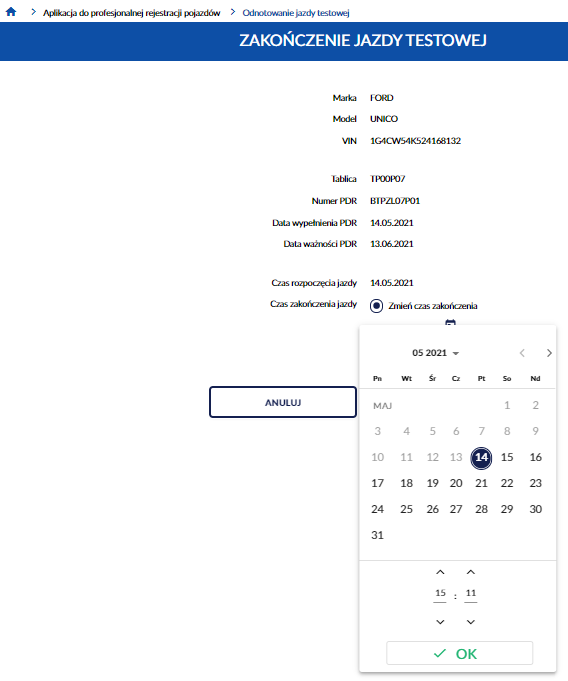 Aplikacja do profesjonalnej rejestracji pojazdów > Odnotowanie jazdy testowej
ZAKOŃCZENIE JAZDY TESTOWEJ
Marka FORD
Model UNICO
VIN 1G4CW54K524168132
Tablica TP00P07
Numer PDR BTPZL07P01
Data wypełnienia PDR 14.05.2021
Data ważności PDR 13.06.2021
Czas rozpoczęcia jazdy 14.05.2021
Czas zakończenia jazdy Zmień czas zakończenia
05 2021
Pn Wt Śr Cz Pt So Nd
ANULUJ
MAJ 1 2
3 4 5 6 7 8 9
10 11 12 13 14 15 16
17 18 19 20 21 22 23
24 25 26 27 28 29 30
31
15 : 11
OK